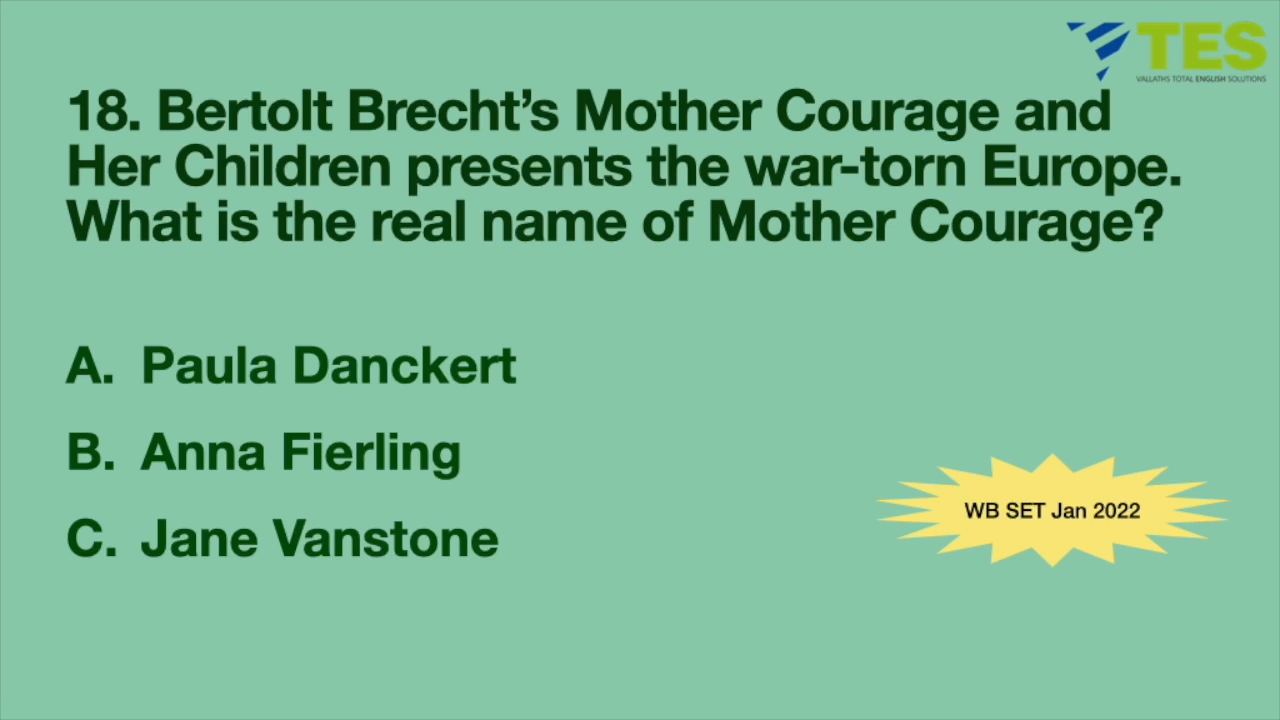 TES
VALLATHS TOTAL ENGLISH SOLUTIONS
18. Bertolt Brecht’s Mother Courage and
Her Children presents the war-torn Europe.
What is the real name of Mother Courage?
A. Paula Danckert
B. Anna Fierling
C. Jane Vanstone
WB SET Jan 2022